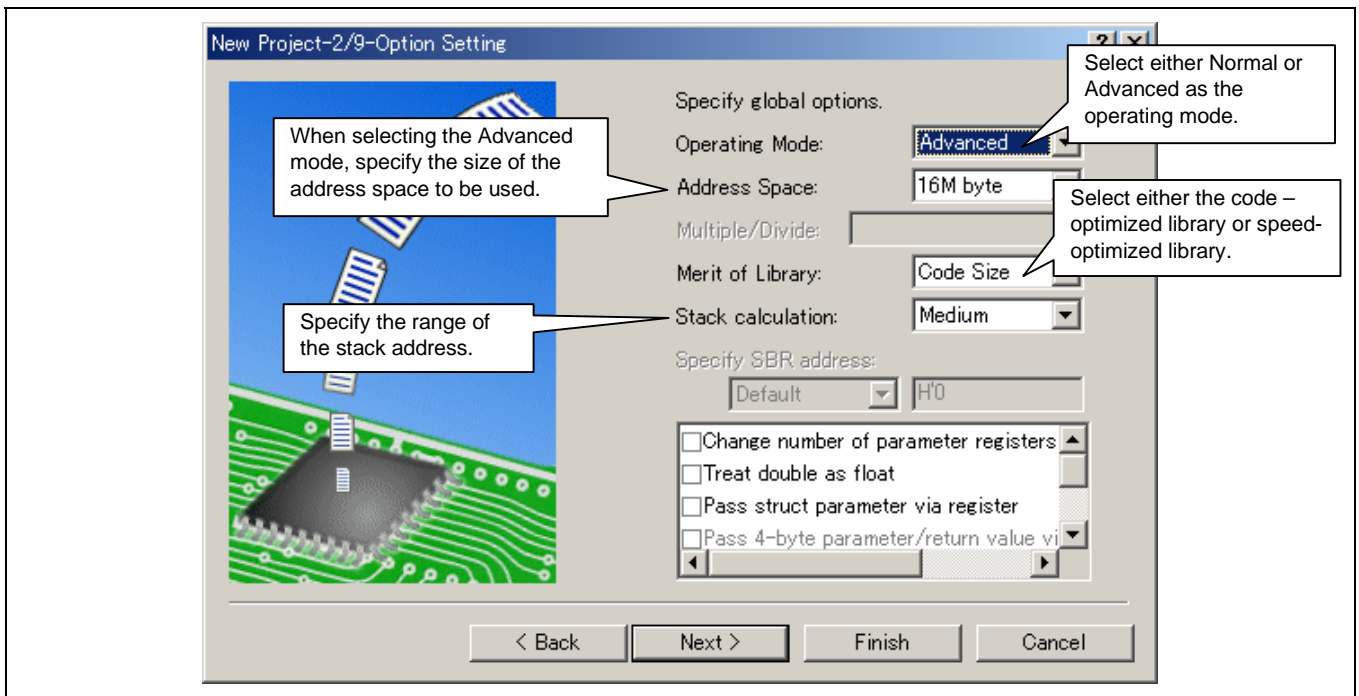 New Project-2/9-Option Setting
Select either Normal or
Advanced as the
operating mode.
Specify global options.
When selecting the Advanced
mode, specify the size of the
address space to be used.
Operating Mode:
Advanced
Address Space:
16M byte
Select either the code –
optimized library or speed-
optimized library.
Multiple/Divide:
Merit of Library:
Code Size
Specify the range of
the stack address.
Stack calculation:
Medium
Specify SBR address:
Default
H'0
Change number of parameter registers
Treat double as float
Pass struct parameter via register
Pass 4-byte parameter/return value vi
< Back
Next >
Finish
Cancel